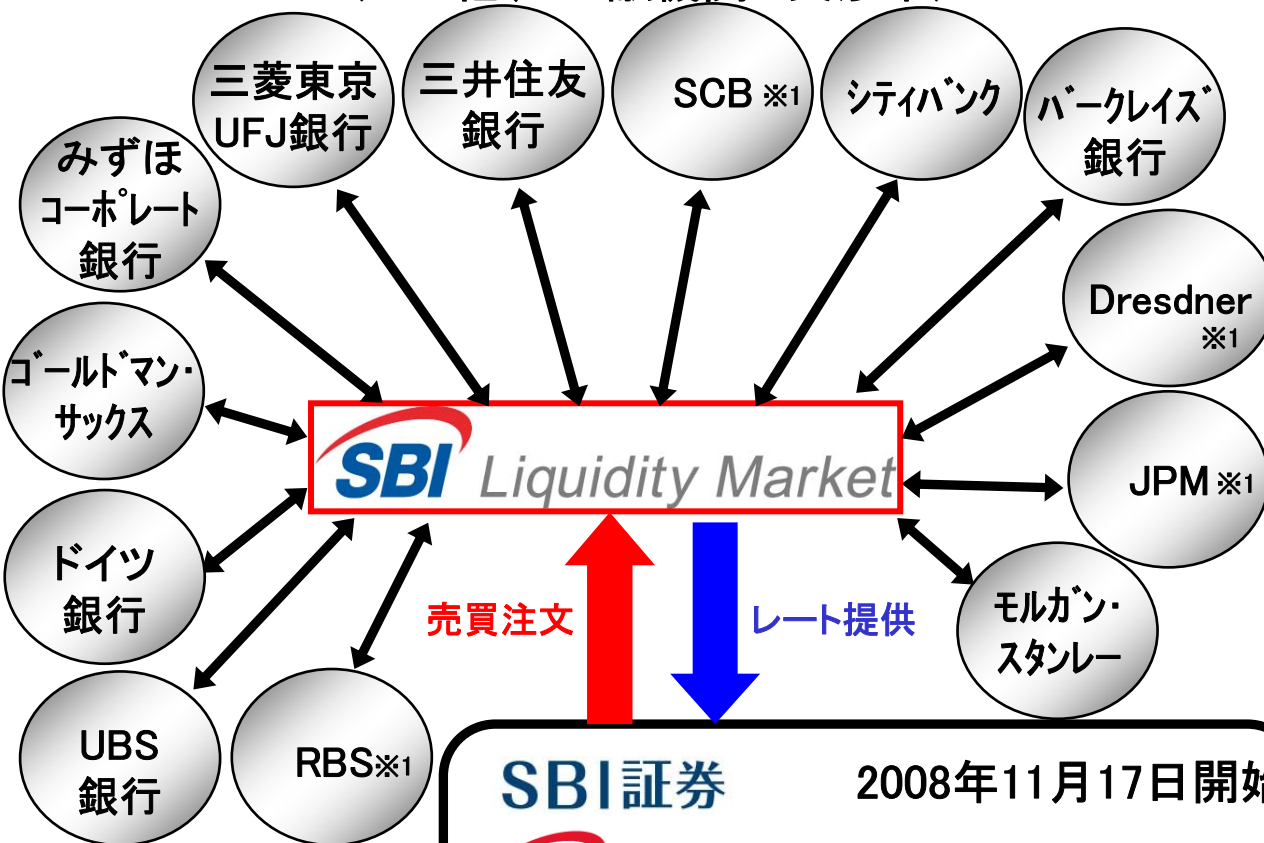 三菱東京
UFJ銀行
三井住友
銀行
SCB ※1
シティバンク
バークレイズ
銀行
みずほ
コーポレート
銀行
Dresdner
※1
ゴールドマン・
サックス
JPM ※1
SBI Liquidity Market
ドイツ
銀行
売買注文
レート提供
モルガン・
スタンレー
UBS
銀行
RBS※1
SBI証券
2008年11月17日開始